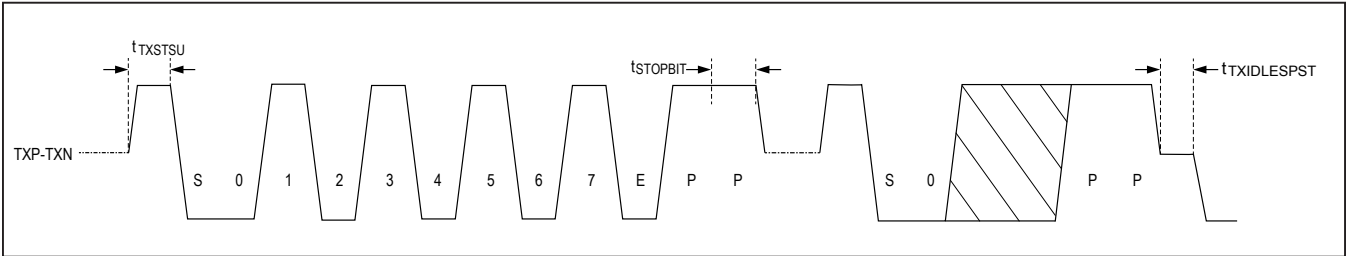 tTXSTSU
tSTOPBIT
tTXIDLESPST
TXP-TXN
S 0 1 2 3 4 5 6 7 E P P S 0 P P